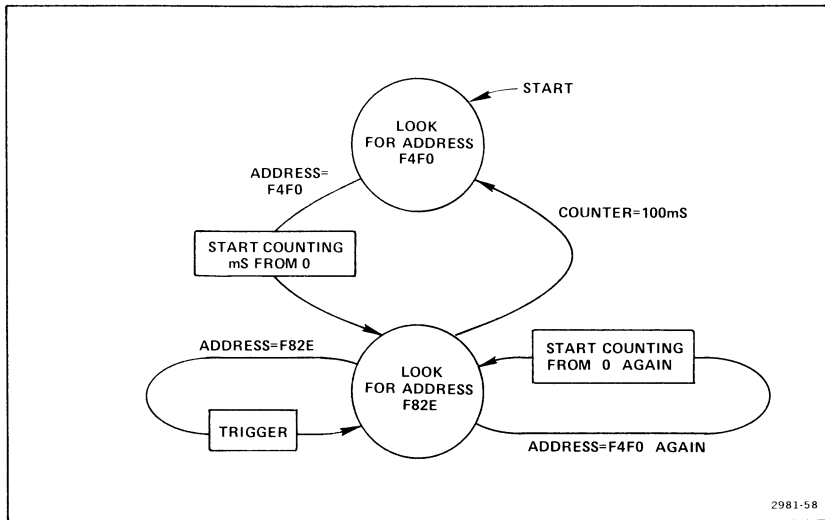 START
LOOK
FOR ADDRESS
F4F0
ADDRESS=
F4F0
COUNTER=100mS
START COUNTING
mS FROM 0
ADDRESS=F82E
LOOK
FOR ADDRESS
F82E
START COUNTING
FROM 0 AGAIN
TRIGGER
ADDRESS=F4F0 AGAIN
2981-58